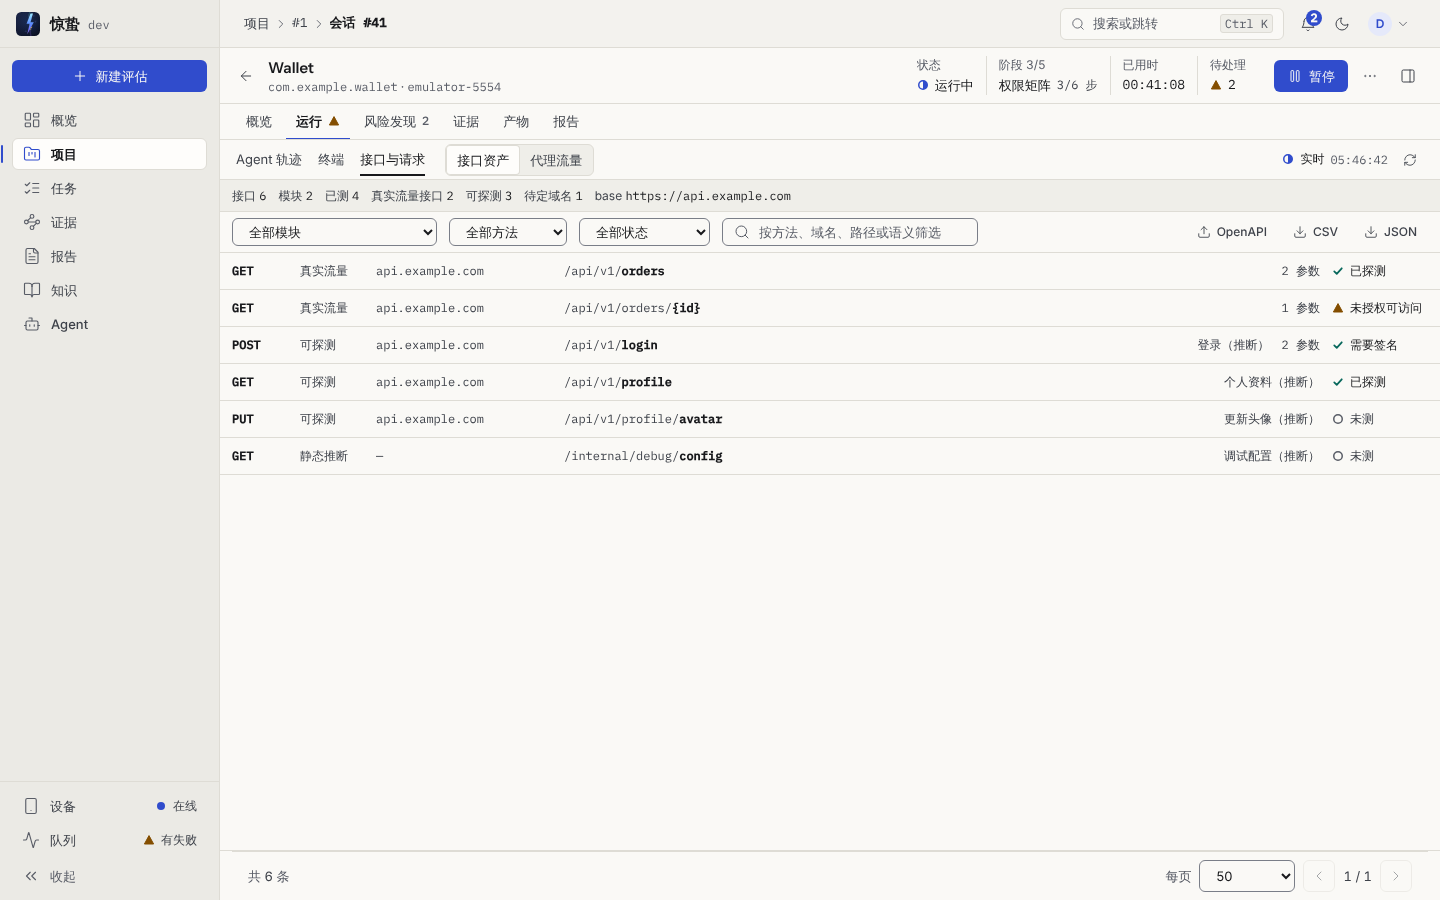 惊蛰 dev
项目 > #1 > 会话 #41
搜索或跳转 Ctrl K
2
D
新建评估
概览
项目
任务
证据
报告
知识
Agent
设备 在线
队列 有失败
收起
Wallet
com.example.wallet · emulator-5554
状态
运行中
阶段 3/5
权限矩阵 3/6 步
已用时
00:41:08
待处理
2
暂停
概览 运行 风险发现 2 证据 产物 报告
Agent 轨迹 终端 接口与请求 接口资产 代理流量
实时 05:46:42
接口 6 模块 2 已测 4 真实流量接口 2 可探测 3 待定域名 1 base https://api.example.com
全部模块 全部方法 全部状态 按方法、域名、路径或语义筛选 OpenAPI CSV JSON
GET 真实流量 api.example.com /api/v1/orders 2 参数 已探测
GET 真实流量 api.example.com /api/v1/orders/{id} 1 参数 未授权可访问
POST 可探测 api.example.com /api/v1/login 登录（推断） 2 参数 需要签名
GET 可探测 api.example.com /api/v1/profile 个人资料（推断） 已探测
PUT 可探测 api.example.com /api/v1/profile/avatar 更新头像（推断） 未测
GET 静态推断 — /internal/debug/config 调试配置（推断） 未测
共 6 条
每页 50 1 / 1